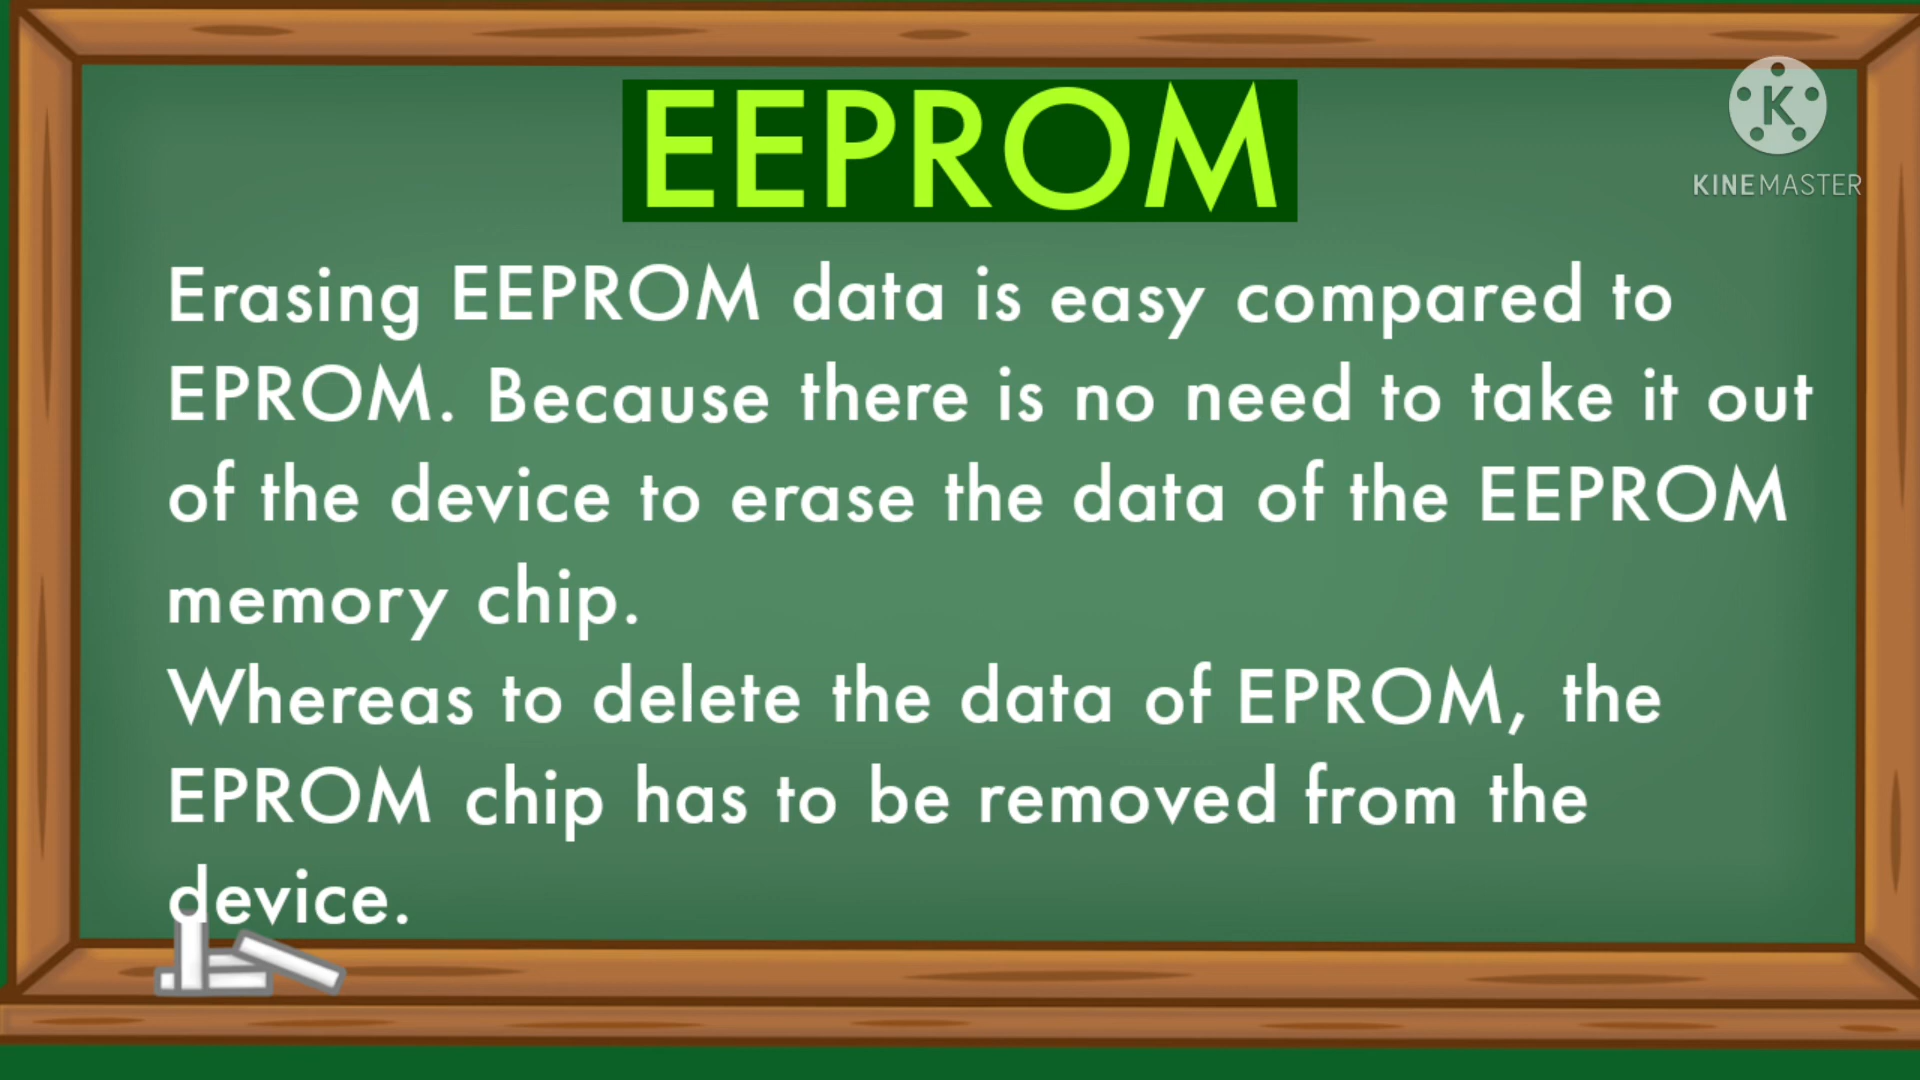 EEPROM
K
KINEMASTER
Erasing EEPROM data is easy compared to
EPROM. Because there is no need to take it out
of the device to erase the data of the EEPROM
memory chip.
Whereas to delete the data of EPROM, the
EPROM chip has to be removed from the
device.